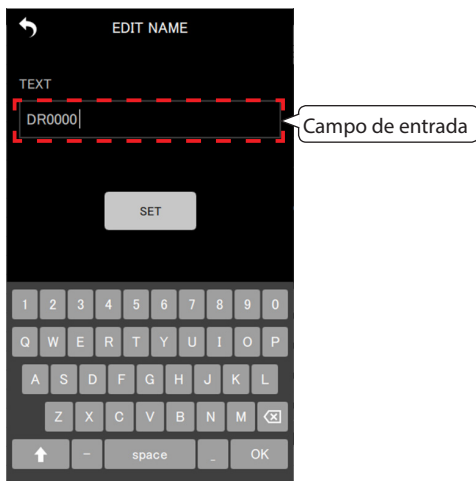 EDIT NAME
TEXT
DR0000
Campo de entrada
SET
1 2 3 4 5 6 7 8 9 0
Q W E R T Y U I O P
A S D F G H J K L
Z X C V B N M
- space _ OK